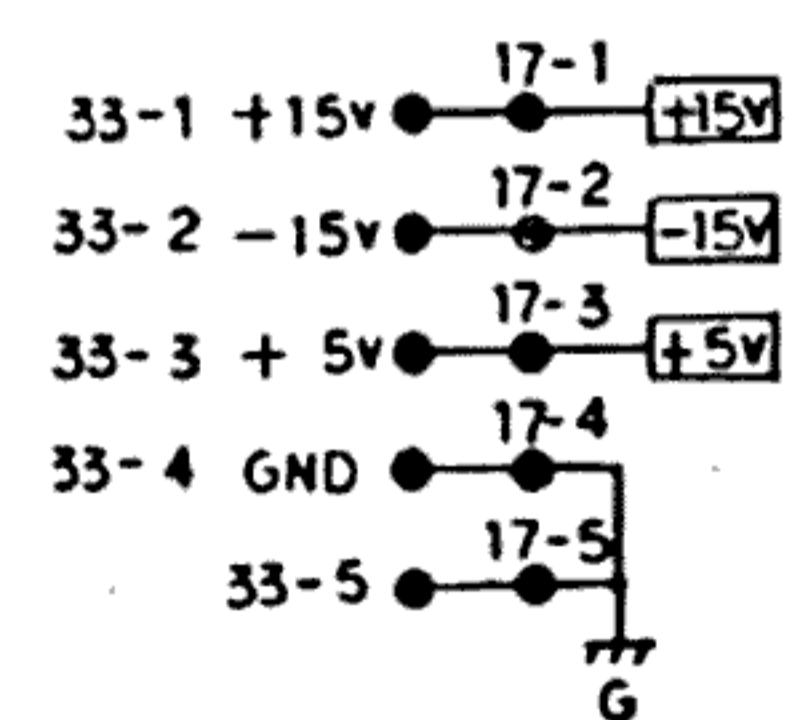 17-1
33-1 +15v +15v
17-2
33-2 -15v -15v
17-3
33-3 + 5v + 5v
17-4
33-4 GND
17-5
33-5
G